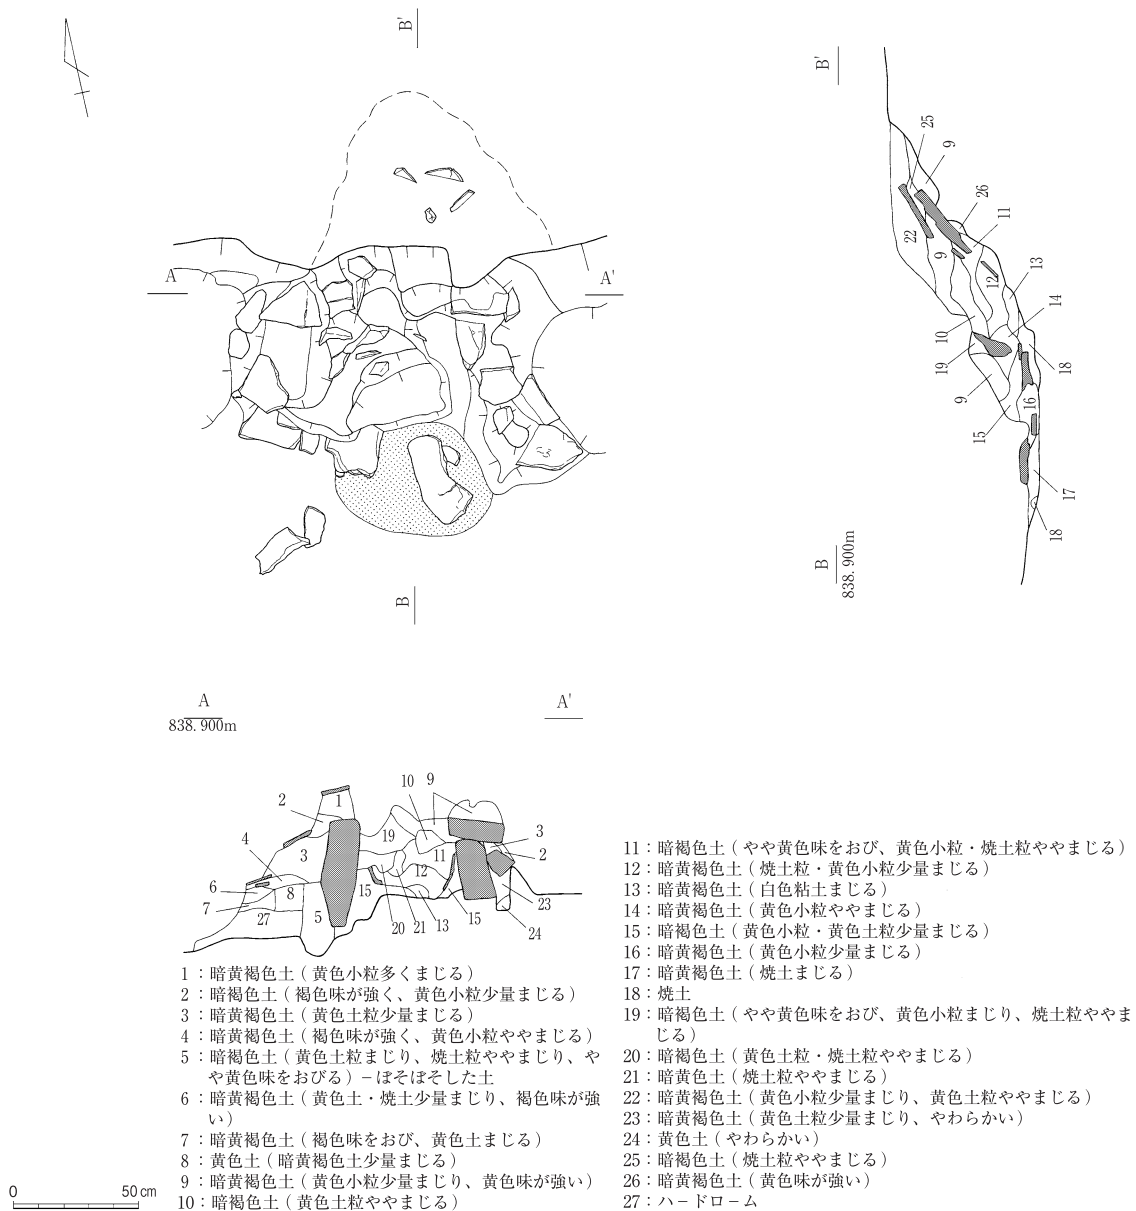 B'
B'
25
9
26
11
22
9
12
13
14
10
19
18
9
16
15
17
18
A
A'
B
B
838.900m
A
838.900m
A'
10
9
2
1
4
3
19
11
3
2
12
6
8
15
7
27
5
20
21
13
15
23
24
1：暗黄褐色土（黄色小粒多くまじる）
2：暗褐色土（褐色味が強く、黄色小粒少量まじる）
3：暗黄褐色土（黄色土粒少量まじる）
4：暗黄褐色土（褐色味が強く、黄色小粒ややまじる）
5：暗褐色土（黄色土粒まじり、焼土粒ややまじり、や
や黄色味をおびる）－ぼそぼそした土
6：暗黄褐色土（黄色土・焼土少量まじり、褐色味が強
い）
7：暗黄褐色土（褐色味をおび、黄色土まじる）
8：黄色土（暗黄褐色土少量まじる）
9：暗黄褐色土（黄色小粒少量まじり、黄色味が強い）
10：暗褐色土（黄色土粒ややまじる）
11：暗褐色土（やや黄色味をおび、黄色小粒・焼土粒ややまじる）
12：暗黄褐色土（焼土粒・黄色小粒少量まじる）
13：暗黄褐色土（白色粘土まじる）
14：暗黄褐色土（黄色小粒ややまじる）
15：暗褐色土（黄色小粒・黄色土粒少量まじる）
16：暗黄褐色土（黄色小粒少量まじる）
17：暗黄褐色土（焼土まじる）
18：焼土
19：暗褐色土（やや黄色味をおび、黄色小粒まじり、焼土粒ややま
じる）
20：暗褐色土（黄色土粒・焼土粒ややまじる）
21：暗黄色土（焼土粒ややまじる）
22：暗黄褐色土（黄色小粒少量まじり、黄色土粒ややまじる）
23：暗黄褐色土（黄色土粒少量まじり、やわらかい）
24：黄色土（やわらかい）
25：暗褐色土（焼土粒ややまじる）
26：暗黄褐色土（黄色味が強い）
27：ハードローム
0 50cm